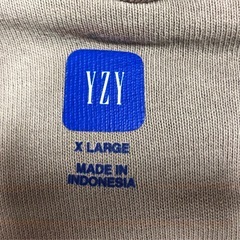 YZY
X LARGE
MADE IN
INDONESIA